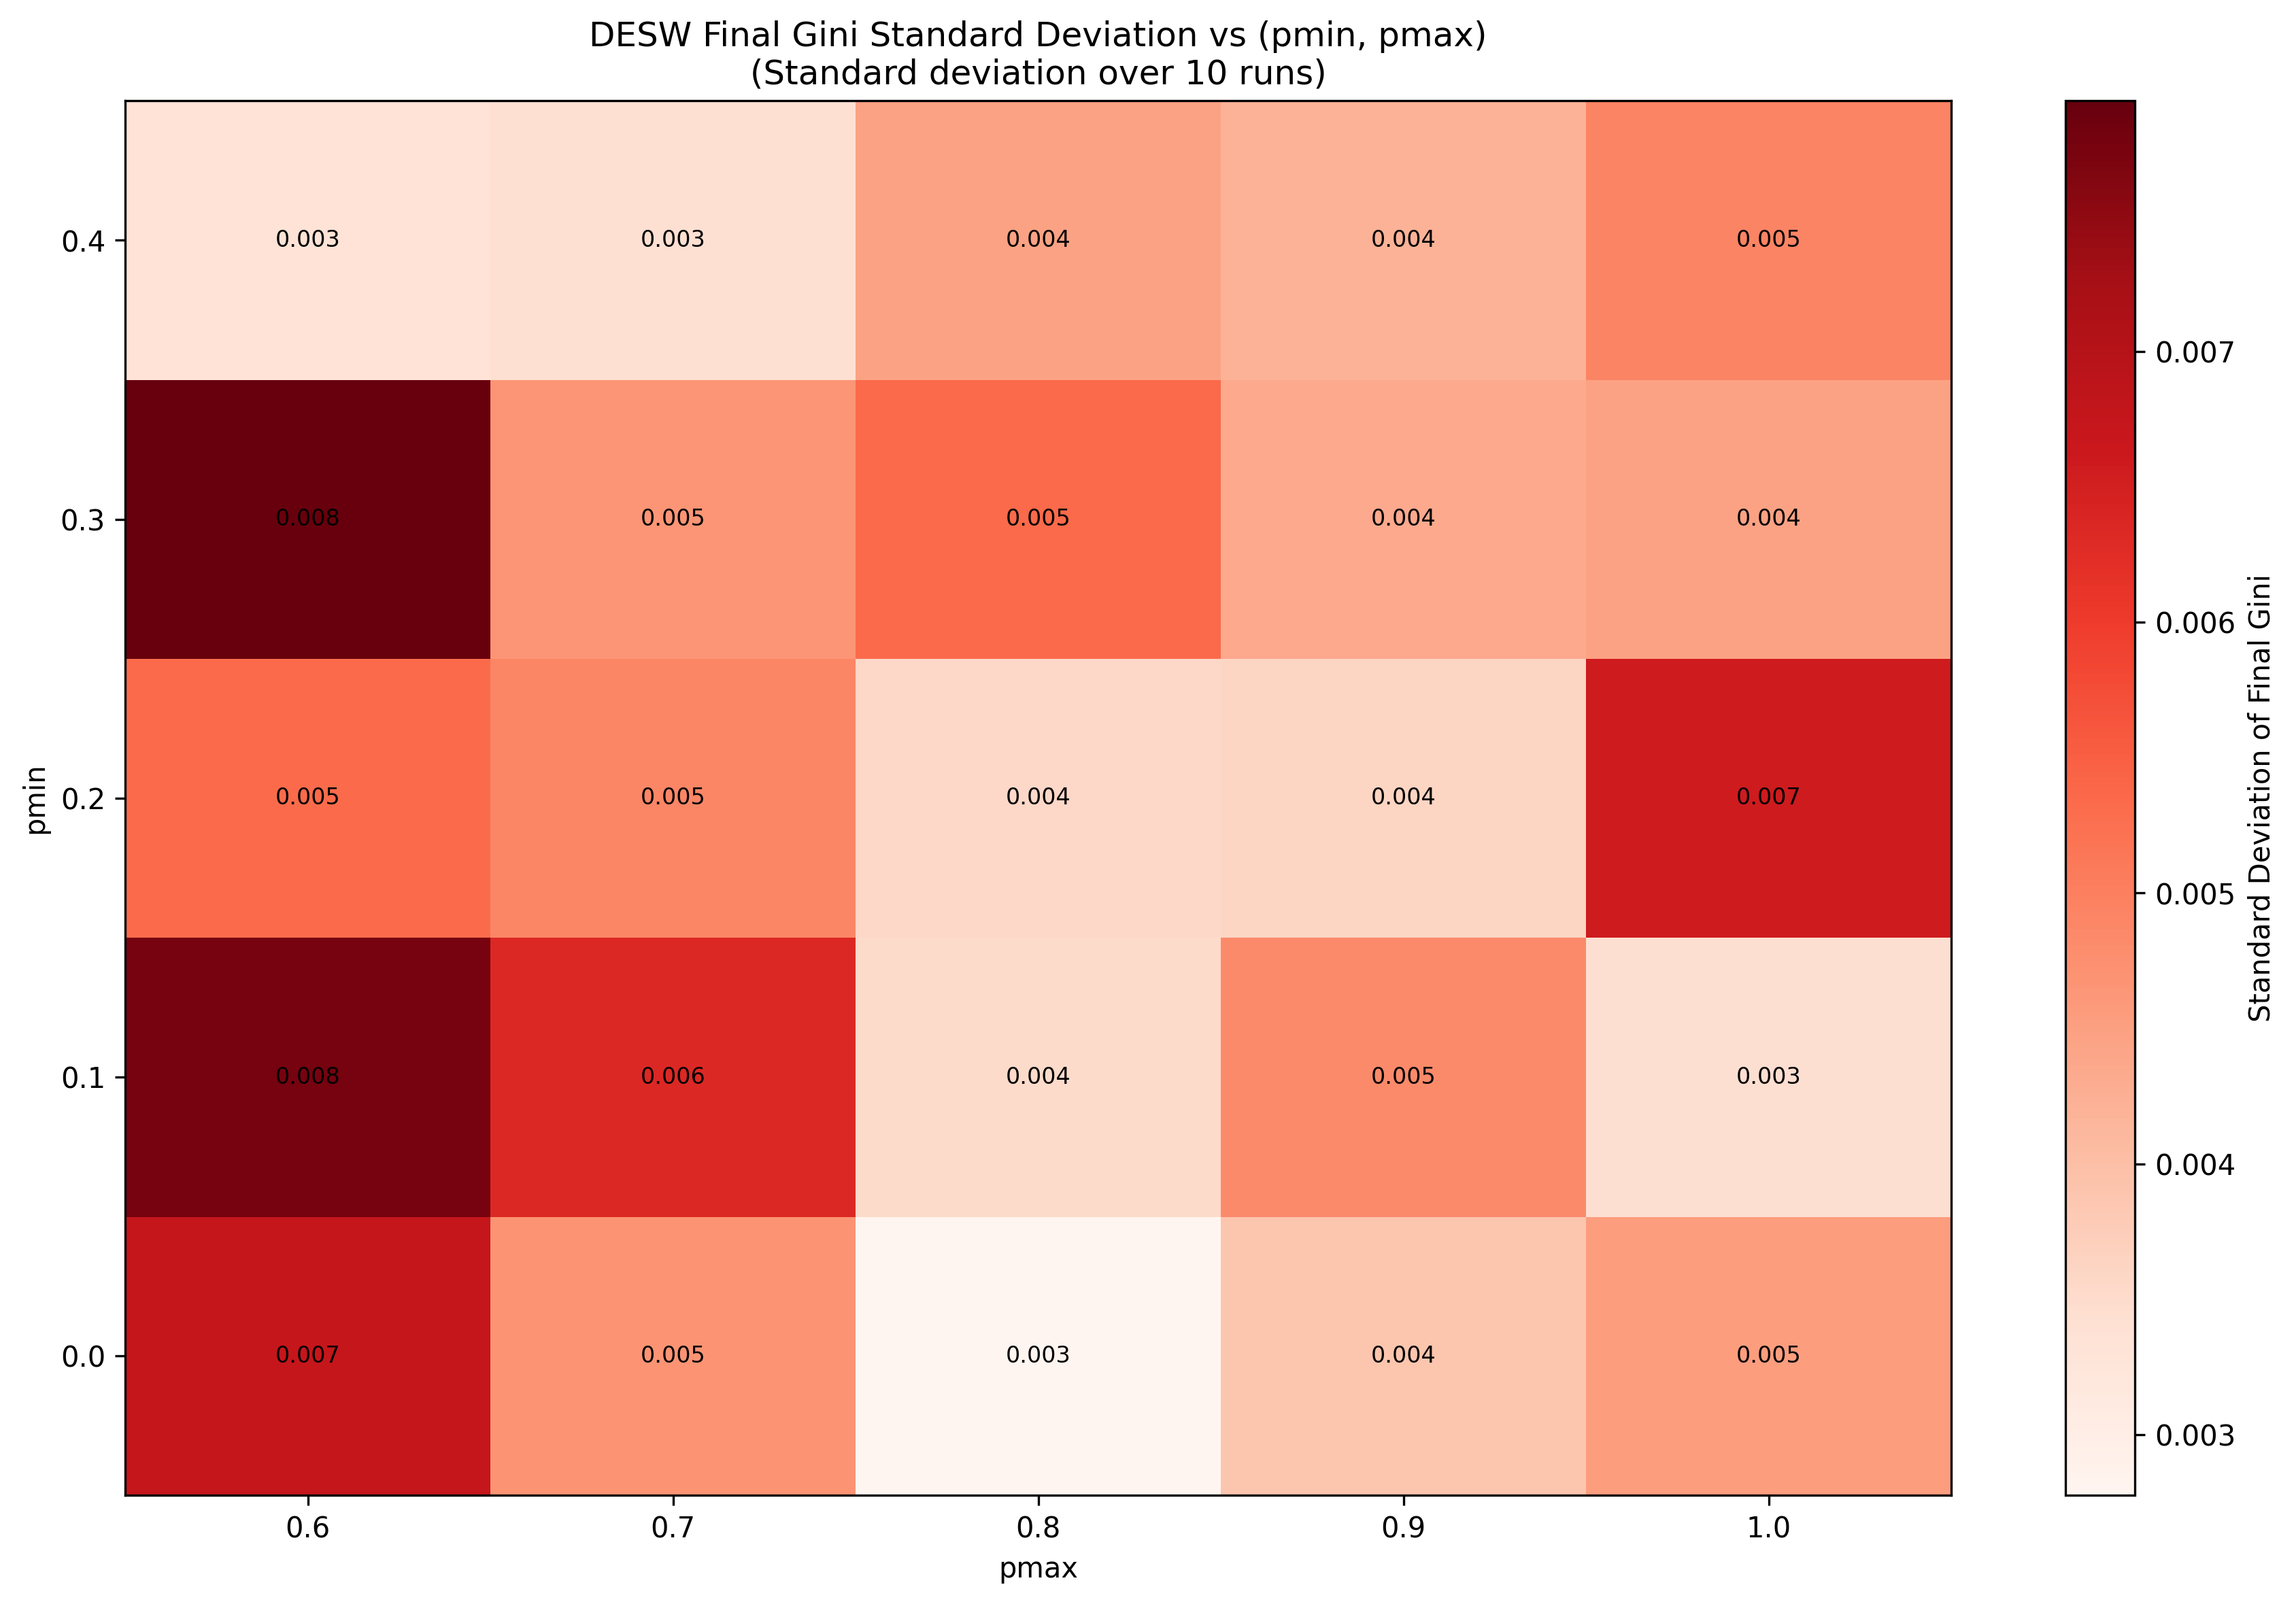 DESW Final Gini Standard Deviation vs (pmin, pmax)
(Standard deviation over 10 runs)
0.4
0.003 0.003 0.004 0.004 0.005
0.3
0.008 0.005 0.005 0.004 0.004
0.2
0.005 0.005 0.004 0.004 0.007
0.1
0.008 0.006 0.004 0.005 0.003
0.0
0.007 0.005 0.003 0.004 0.005
pmin
0.6 0.7 0.8 0.9 1.0
pmax
0.007
0.006
0.005
0.004
0.003
Standard Deviation of Final Gini